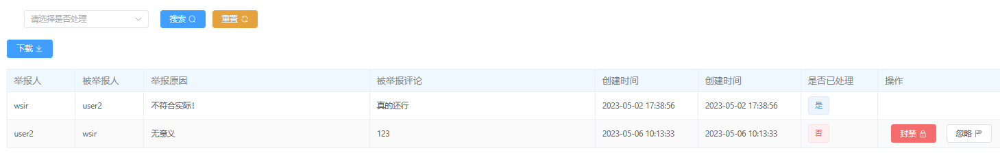 请选择是否处理 搜索 重置
下载
举报人 被举报人 举报原因 被举报评论 创建时间 创建时间 是否已处理 操作
wsir user2 不符合实际! 真的还行 2023-05-02 17:38:56 2023-05-02 17:38:56 是
user2 wsir 无意义 123 2023-05-06 10:13:33 2023-05-06 10:13:33 否 封禁 忽略